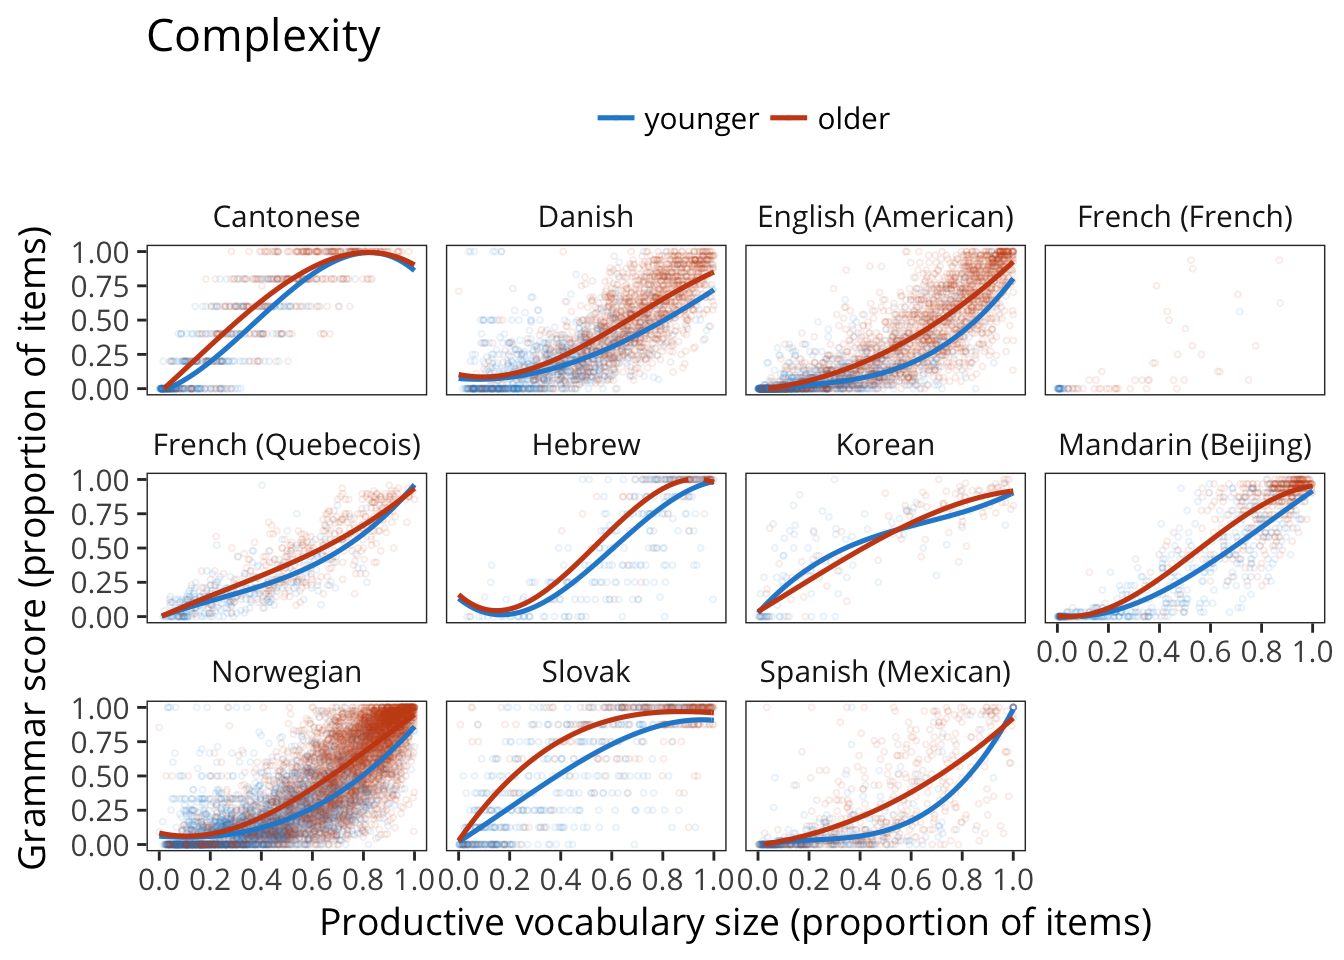 Complexity
younger older
Cantonese Danish English (American) French (French)
1.00
0.75
0.50
0.25
0.00
French (Quebecois) Hebrew Korean Mandarin (Beijing)
1.00
0.75
0.50
0.25
0.00
0.0 0.2 0.4 0.6 0.8 1.0
Norwegian Slovak Spanish (Mexican)
1.00
0.75
0.50
0.25
0.00
0.0 0.2 0.4 0.6 0.8 1.0 0.0 0.2 0.4 0.6 0.8 1.0 0.0 0.2 0.4 0.6 0.8 1.0
Productive vocabulary size (proportion of items)
Grammar score (proportion of items)